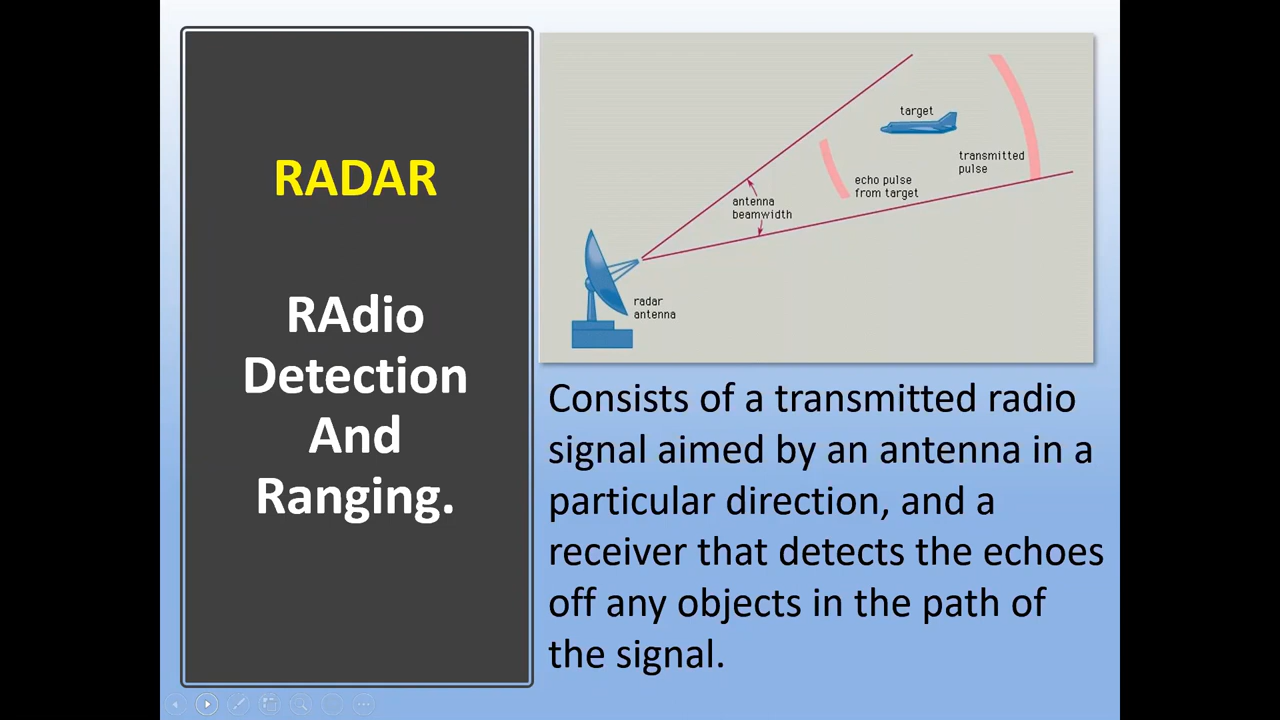 RADAR
RAdio
Detection
And
Ranging.
target
transmitted
pulse
echo pulse
from target
antenna
beamwidth
radar
antenna
Consists of a transmitted radio
signal aimed by an antenna in a
particular direction, and a
receiver that detects the echoes
off any objects in the path of
the signal.